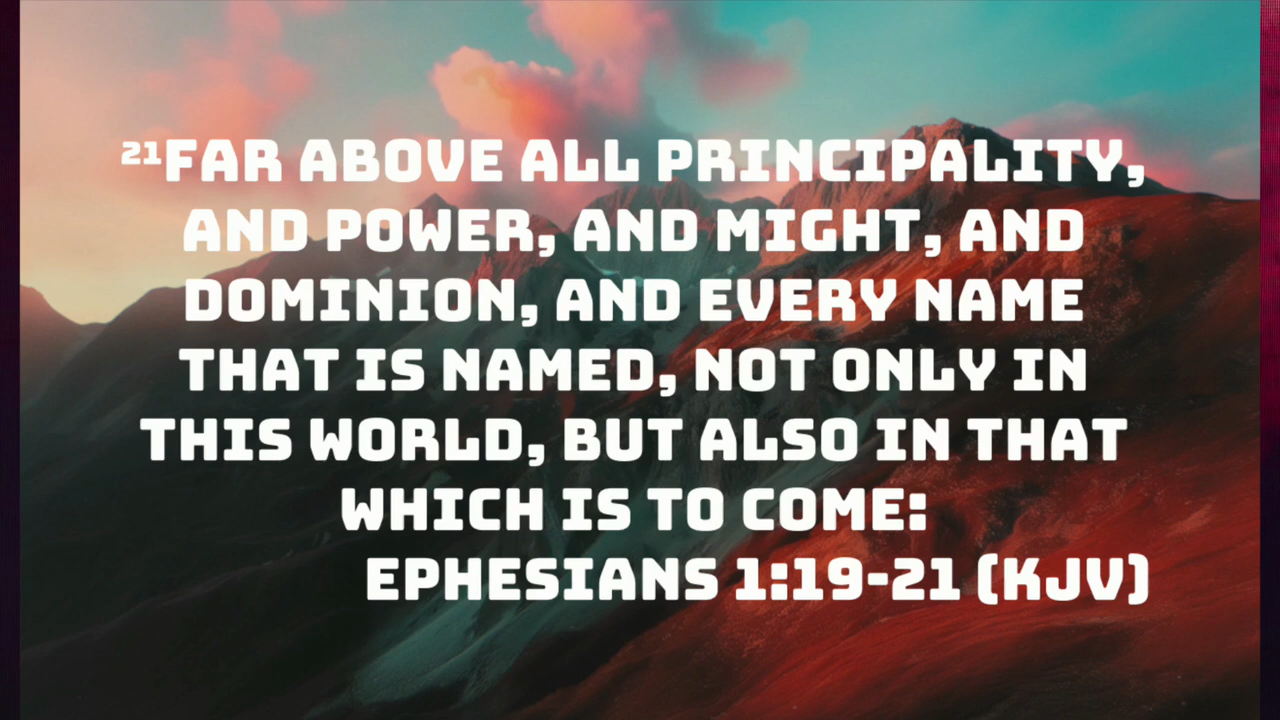 ²¹FAR ABOVE ALL PRINCIPALITY,
AND POWER, AND MIGHT, AND
DOMINION, AND EVERY NAME
THAT IS NAMED, NOT ONLY IN
THIS WORLD, BUT ALSO IN THAT
WHICH IS TO COME:
EPHESIANS 1:19-21 (KJV)